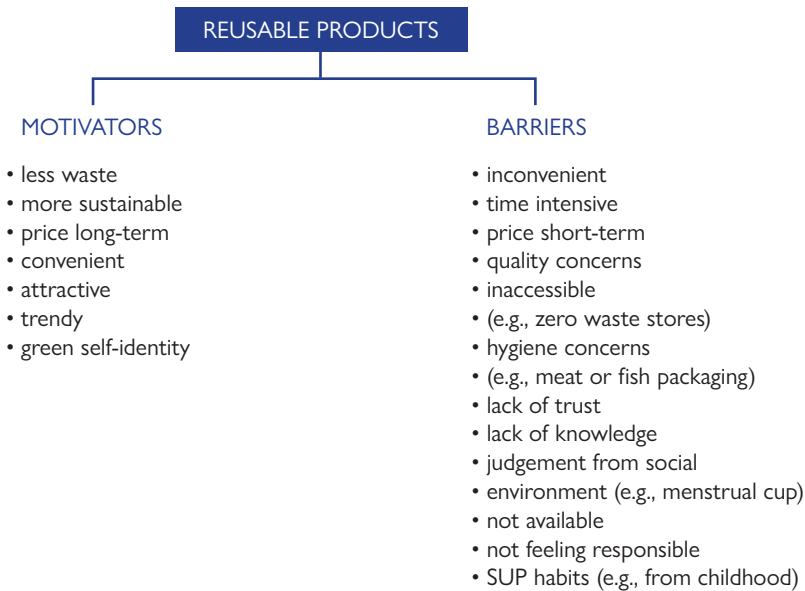 REUSABLE PRODUCTS
MOTIVATORS
• less waste
• more sustainable
• price long-term
• convenient
• attractive
• trendy
• green self-identity
BARRIERS
• inconvenient
• time intensive
• price short-term
• quality concerns
• inaccessible
• (e.g., zero waste stores)
• hygiene concerns
• (e.g., meat or fish packaging)
• lack of trust
• lack of knowledge
• judgement from social
• environment (e.g., menstrual cup)
• not available
• not feeling responsible
• SUP habits (e.g., from childhood)